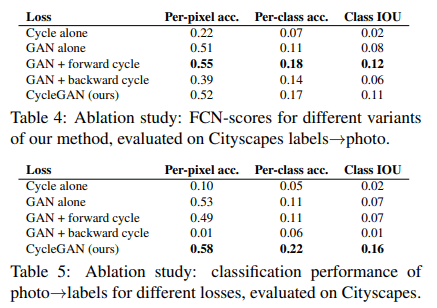 Loss Per-pixel acc. Per-class acc. Class IOU
Cycle alone 0.22 0.07 0.02
GAN alone 0.51 0.11 0.08
GAN + forward cycle 0.55 0.18 0.12
GAN + backward cycle 0.39 0.14 0.06
CycleGAN (ours) 0.52 0.17 0.11
Table 4: Ablation study: FCN-scores for different variants
of our method, evaluated on Cityscapes labels→photo.
Loss Per-pixel acc. Per-class acc. Class IOU
Cycle alone 0.10 0.05 0.02
GAN alone 0.53 0.11 0.07
GAN + forward cycle 0.49 0.11 0.07
GAN + backward cycle 0.01 0.06 0.01
CycleGAN (ours) 0.58 0.22 0.16
Table 5: Ablation study: classification performance of
photo→labels for different losses, evaluated on Cityscapes.